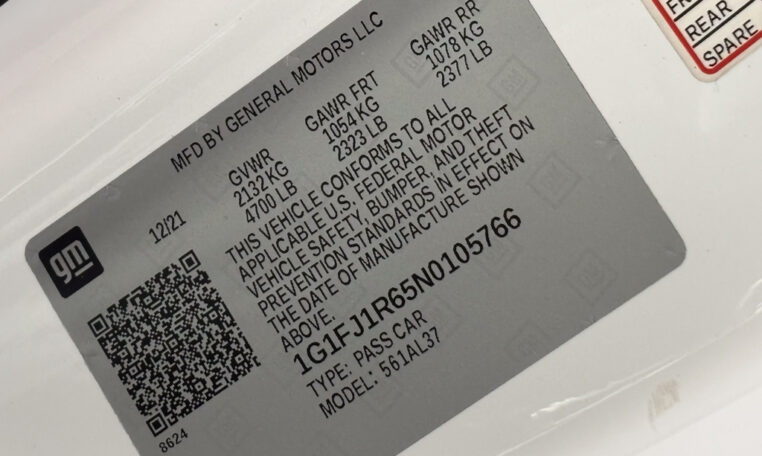 MFD BY GENERAL MOTORS LLC
gm
12/21
GVWR
2132 KG
4700 LB
GAWR FRT
1054 KG
2323 LB
GAWR RR
1078 KG
2377 LB
THIS VEHICLE CONFORMS TO ALL
APPLICABLE U.S. FEDERAL MOTOR
VEHICLE SAFETY, BUMPER, AND THEFT
PREVENTION STANDARDS IN EFFECT ON
THE DATE OF MANUFACTURE SHOWN
ABOVE.
1G1FJ1R65N0105766
TYPE: PASS CAR
MODEL: 561AL37
8624
REAR
SPARE